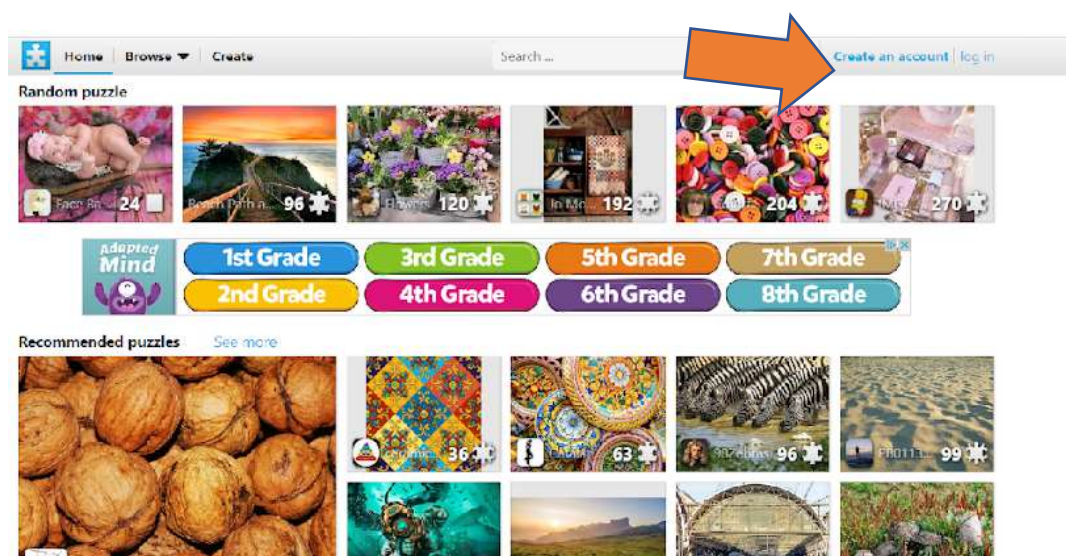 Home Browse Create Search ... Create an account log in
Random puzzle
24 96 Flowers 120 192 204 270
Adapted 1st Grade 3rd Grade 5th Grade 7th Grade
Mind 2nd Grade 4th Grade 6th Grade 8th Grade
Recommended puzzles See more
36 63 96 99